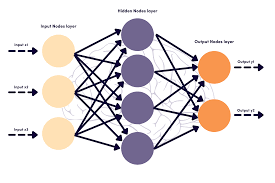 Hidden Nodes layer
Input Nodes layer
Output Nodes layer
Input x1
Input x2
Input x3
Output y1
Output y2